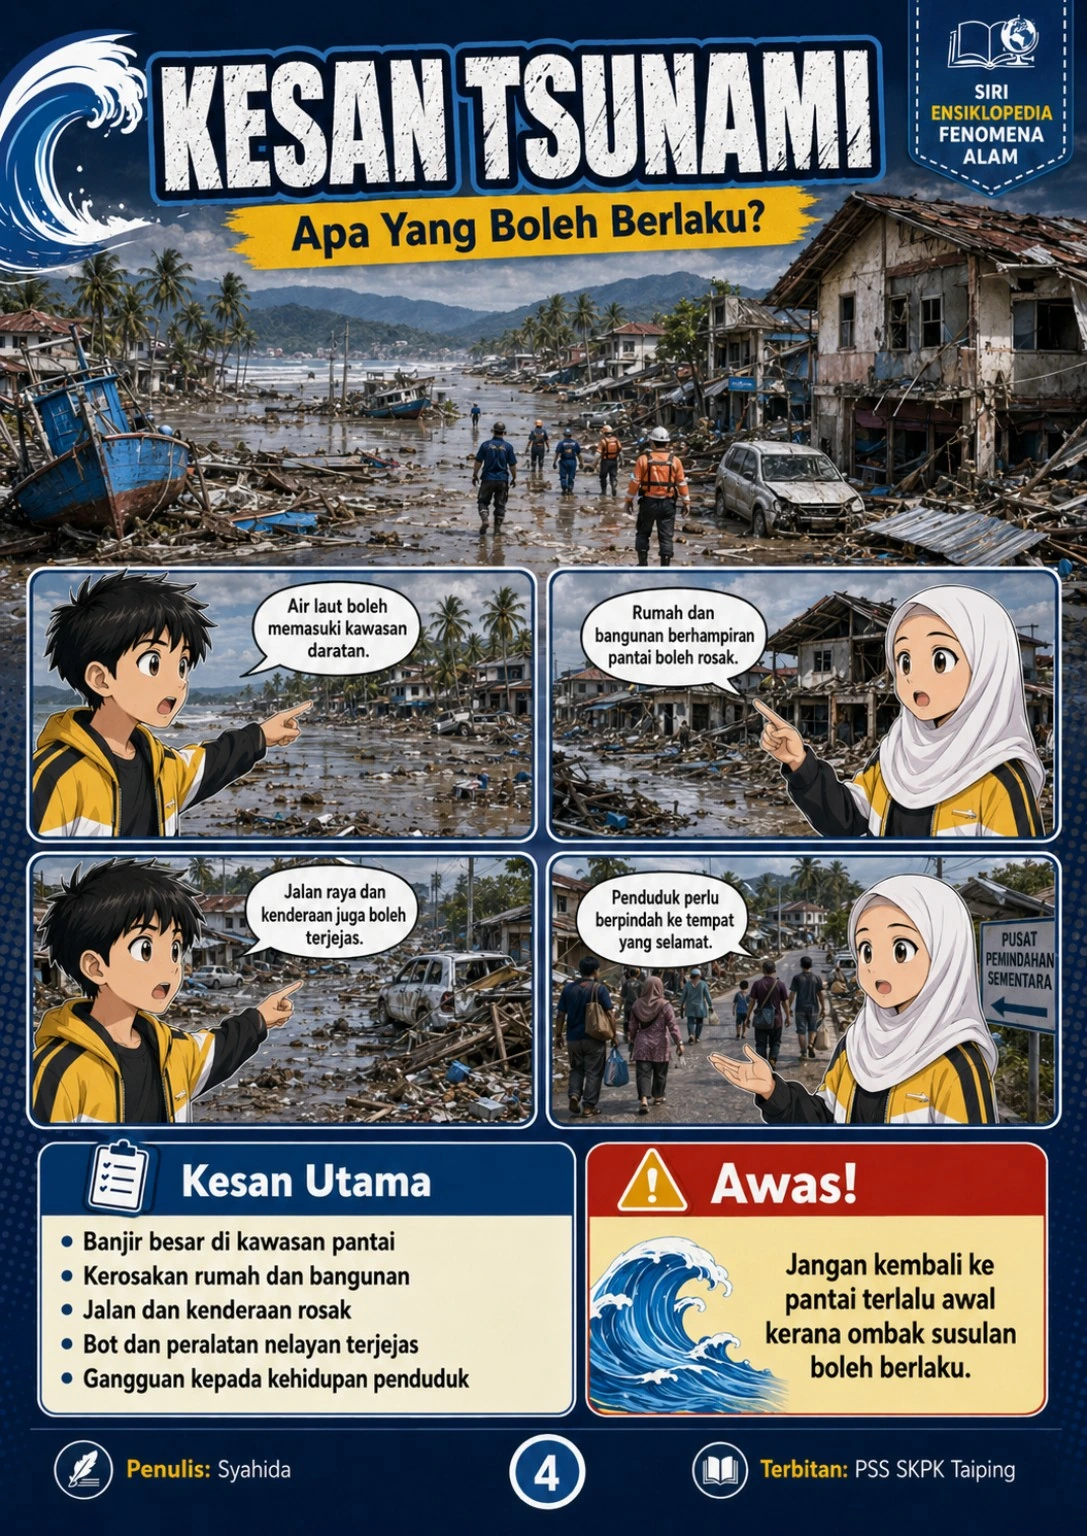 KESAN TSUNAMI
Apa Yang Boleh Berlaku?
SIRI
ENSIKLOPEDIA
FENOMENA
ALAM
Air laut boleh
memasuki kawasan
daratan.
Rumah dan
bangunan berhampiran
pantai boleh rosak.
Jalan raya dan
kenderaan juga boleh
terjejas.
Penduduk perlu
berpindah ke tempat
yang selamat.
PUSAT
PEMINDAHAN
SEMENTARA
Kesan Utama
• Banjir besar di kawasan pantai
• Kerosakan rumah dan bangunan
• Jalan dan kenderaan rosak
• Bot dan peralatan nelayan terjejas
• Gangguan kepada kehidupan penduduk
Awas!
Jangan kembali ke
pantai terlalu awal
kerana ombak susulan
boleh berlaku.
Penulis: Syahida
4
Terbitan: PSS SKPK Taiping